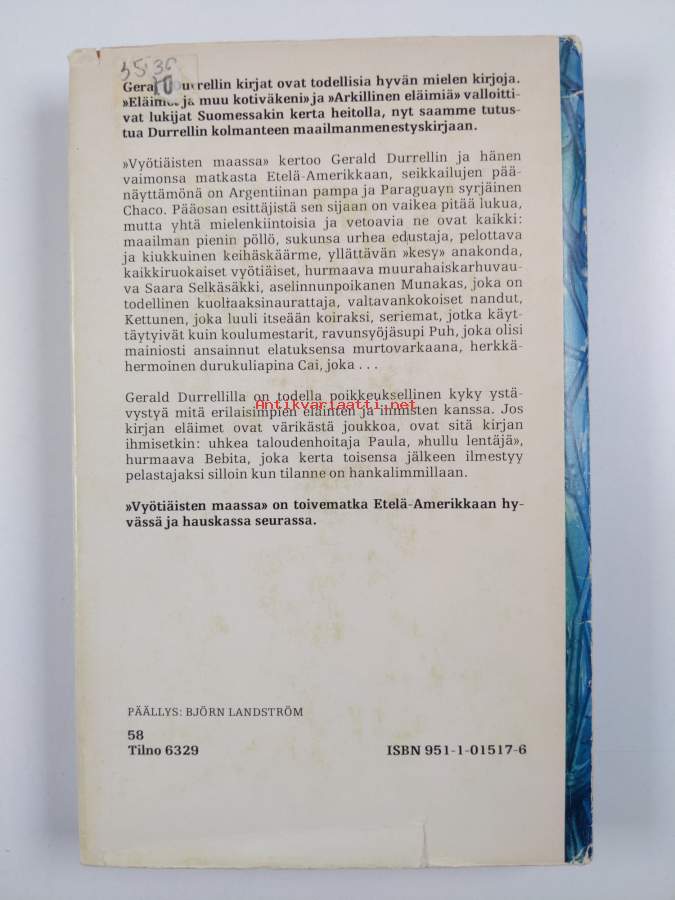 35 36
Gerald Durrellin kirjat ovat todellisia hyvän mielen kirjoja.
»Eläimet ja muu kotiväkeni» ja »Arkillinen eläimiä» valloitti-
vat lukijat Suomessakin kerta heitolla, nyt saamme tutus-
tua Durrellin kolmanteen maailmanmenestyskirjaan.
»Vyötiäisten maassa» kertoo Gerald Durrellin ja hänen
vaimonsa matkasta Etelä-Amerikkaan, seikkailujen pää-
näyttämönä on Argentiinan pampa ja Paraguayn syrjäinen
Chaco. Pääosan esittäjistä sen sijaan on vaikea pitää lukua,
mutta yhtä mielenkiintoisia ja vetoavia ne ovat kaikki:
maailman pienin pöllö, sukunsa urhea edustaja, pelottava
ja kiukkuinen keihäskäärme, yllättävän »kesy» anakonda,
kaikkiruokaiset vyötiäiset, hurmaava muurahaiskarhuvau-
va Saara Selkäsäkki, aselinnunpoikanen Munakas, joka on
todellinen kuoliaaksinaurattaja, valtavankokoiset nandut,
Kettunen, joka luuli itseään koiraksi, seriemat, jotka käyt-
täytyivät kuin koulumestarit, ravunsyöjäsupi Puh, joka olisi
mainiosti ansainnut elatuksensa murtovarkaana, herkkä-
hermoinen durukuliapina Cai, joka . . .
Gerald Durrellilla on todella poikkeuksellinen kyky ystä-
vystyä mitä erilaisimpien eläinten ja ihmisten kanssa. Jos
Antikvariaatti.net
kirjan eläimet ovat värikästä joukkoa, ovat sitä kirjan
ihmisetkin: uhkea taloudenhoitaja Paula, »hullu lentäjä»,
hurmaava Bebita, joka kerta toisensa jälkeen ilmestyy
pelastajaksi silloin kun tilanne on hankalimmillaan.
»Vyötiäisten maassa» on toivematka Etelä-Amerikkaan hy-
vässä ja hauskassa seurassa.
PÄÄLLYS: BJÖRN LANDSTRÖM
58
Tilno 6329 ISBN 951-1-01517-6